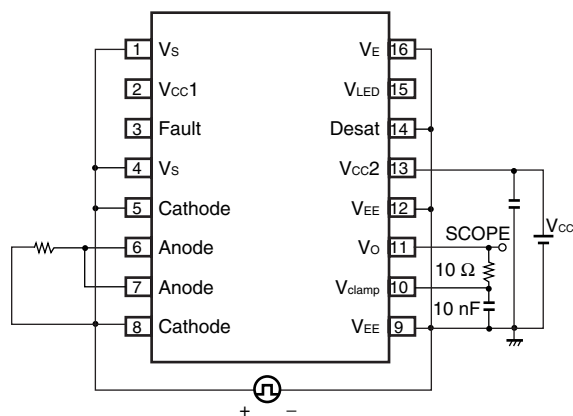 1 VS VE 16
2 VCC1 VLED 15
3 Fault Desat 14
4 VS VCC2 13
5 Cathode VEE 12
6 Anode VO 11 SCOPE VCC
7 Anode Vclamp 10 10 Ω
8 Cathode VEE 9 10 nF
+ −